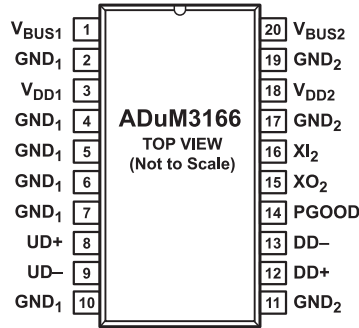 VBUS1 1
GND1 2
VDD1 3
GND1 4
GND1 5
GND1 6
GND1 7
UD+ 8
UD– 9
GND1 10
ADuM3166
TOP VIEW
(Not to Scale)
20 VBUS2
19 GND2
18 VDD2
17 GND2
16 XI2
15 XO2
14 PGOOD
13 DD–
12 DD+
11 GND2